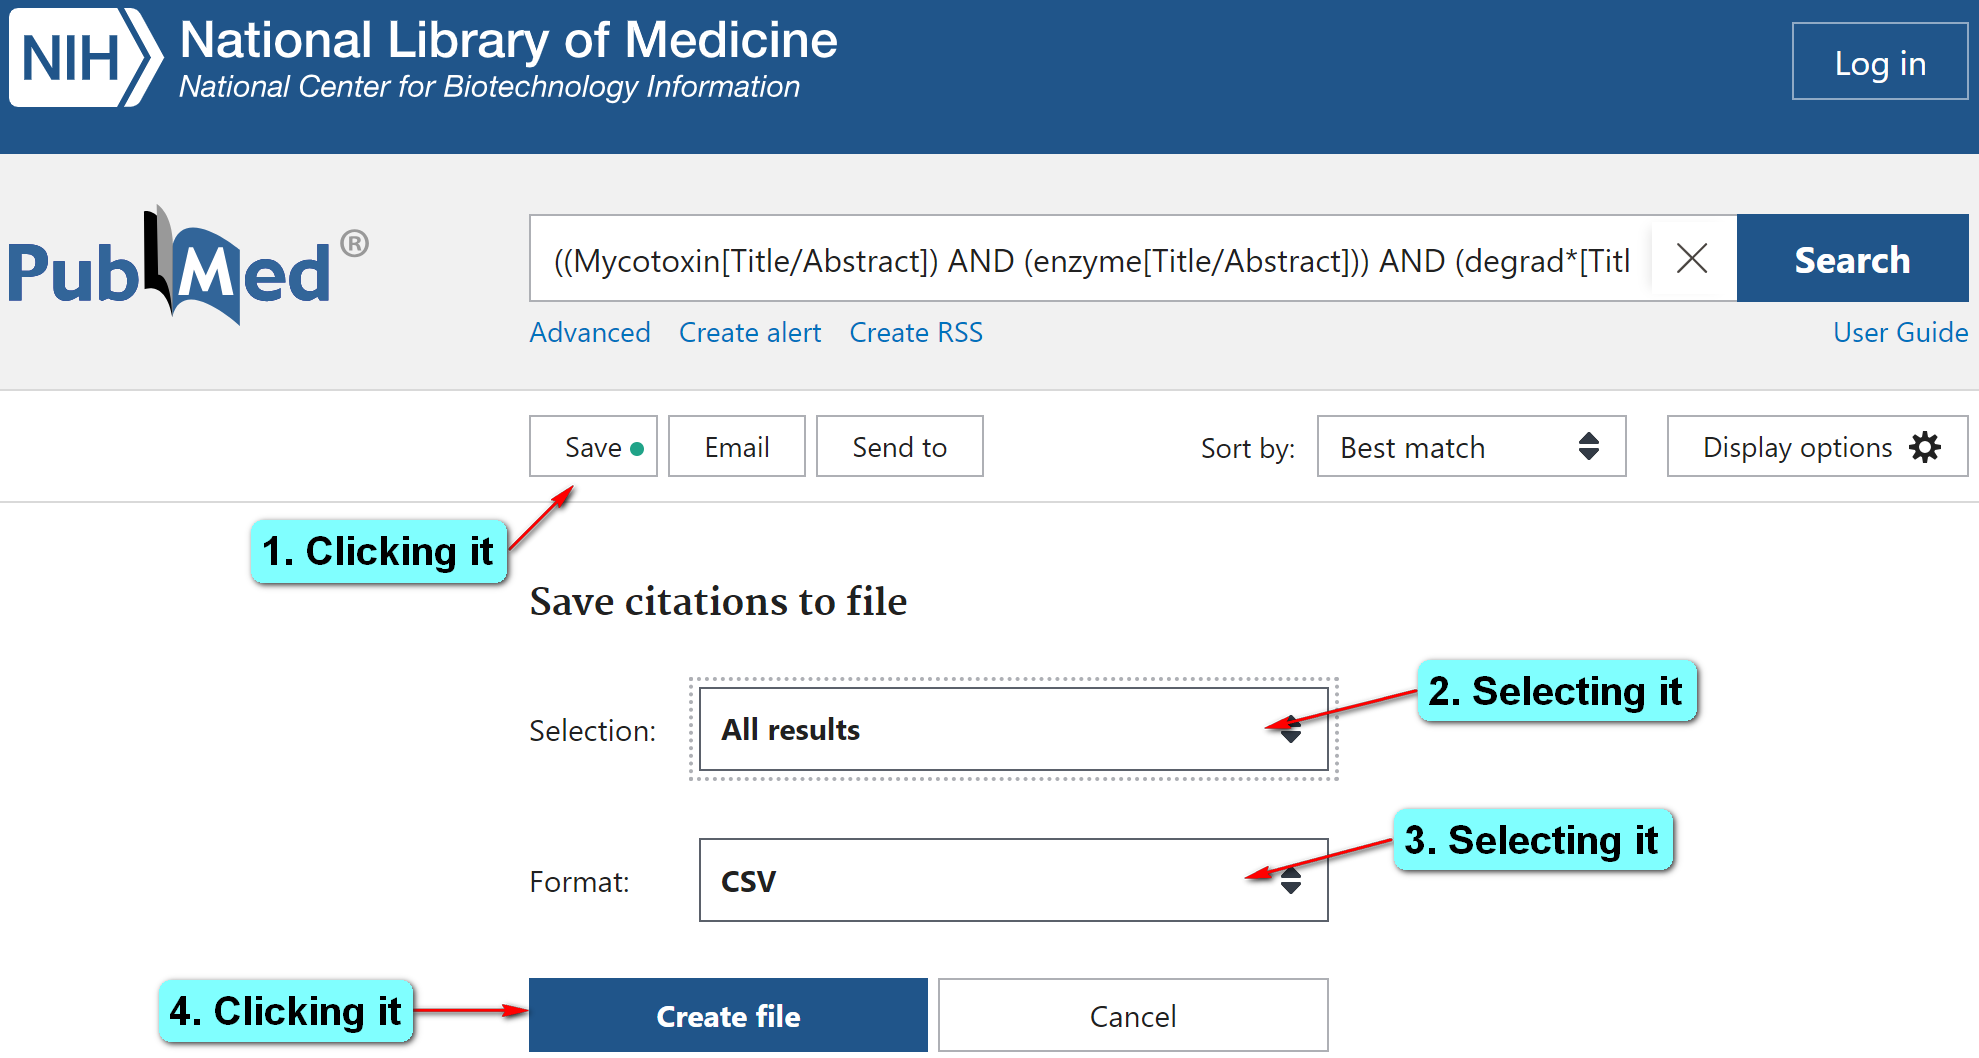 NIH National Library of Medicine
National Center for Biotechnology Information
Log in
PubMed®
((Mycotoxin[Title/Abstract]) AND (enzyme[Title/Abstract])) AND (degrad*[Titl
Search
Advanced Create alert Create RSS
User Guide
Save Email Send to
Sort by: Best match
Display options
1. Clicking it
Save citations to file
Selection: All results
2. Selecting it
Format: CSV
3. Selecting it
4. Clicking it
Create file
Cancel